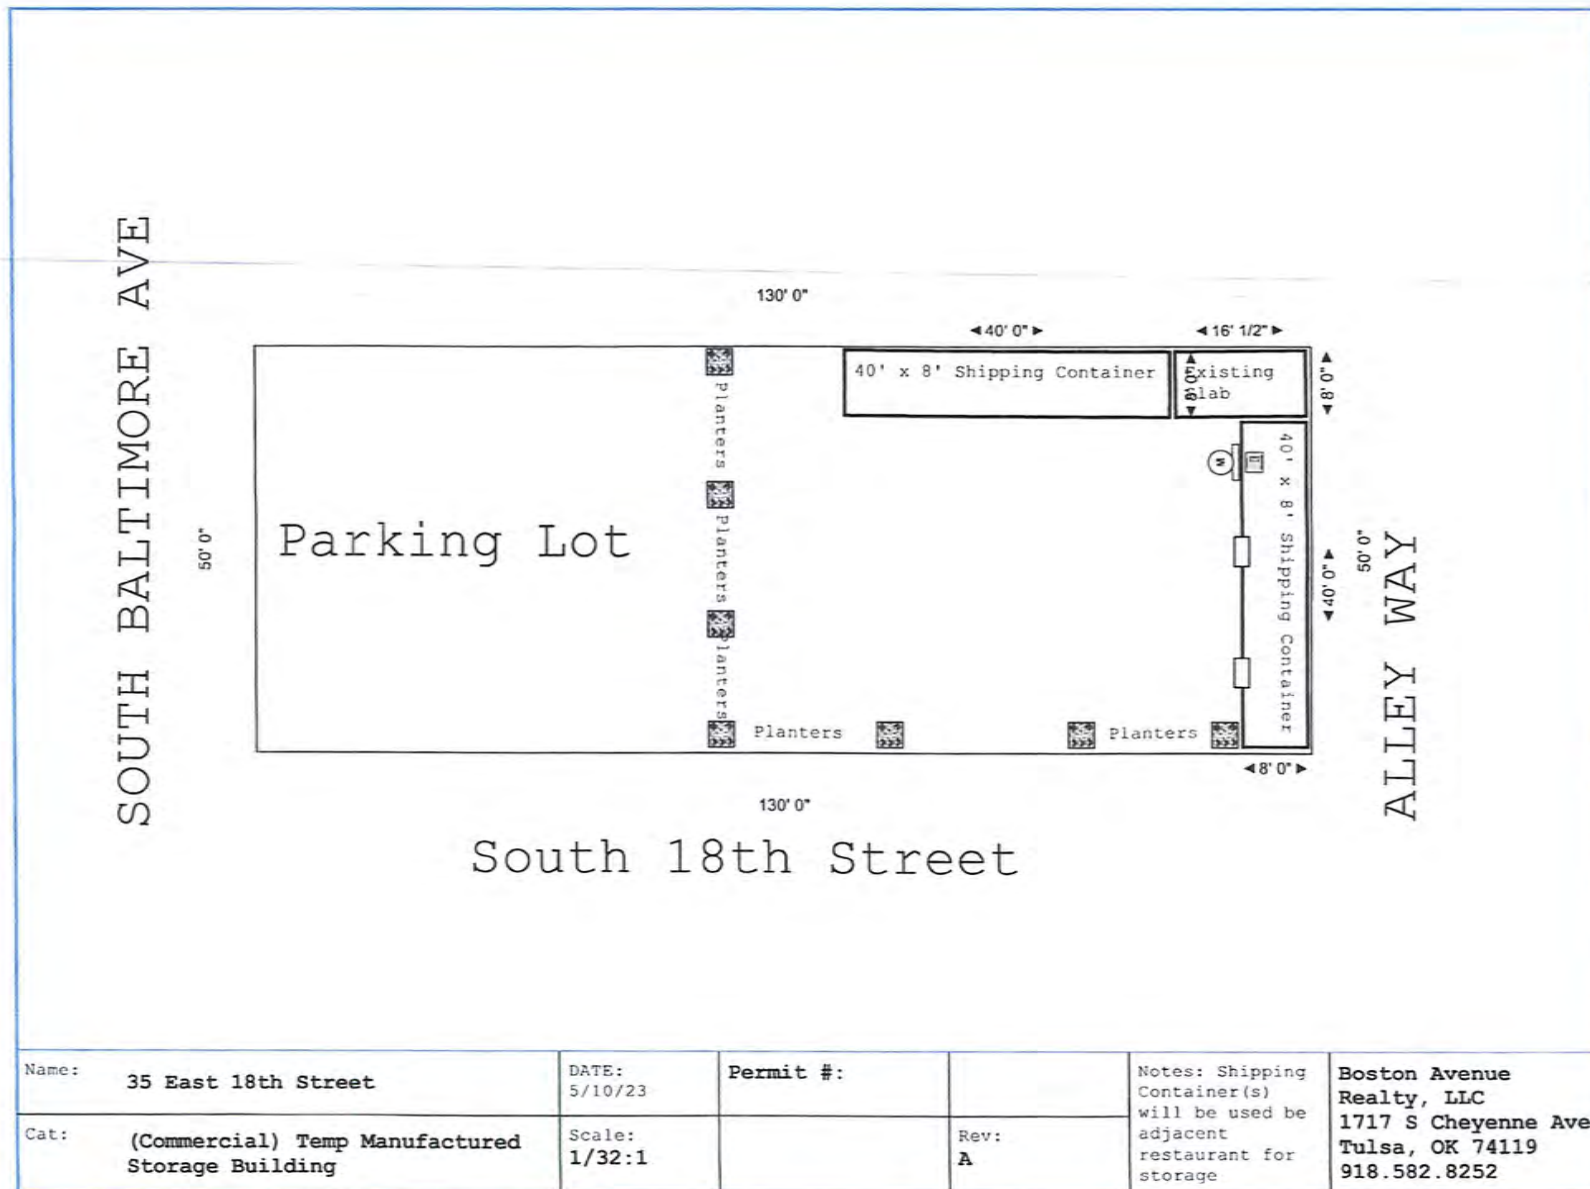 SOUTH BALTIMORE AVE
130' 0"
40' 0"
16' 1/2"
40' x 8' Shipping Container
Existing
Slab
8' 0"
8' 0"
Planters
Planters
Planters
50' 0"
Parking Lot
M
40' x 8' Shipping Container
40' 0"
50' 0"
ALLEY WAY
Planters
Planters
8' 0"
130' 0"
South 18th Street
Name:
35 East 18th Street
DATE:
5/10/23
Permit #:
Cat:
(Commercial) Temp Manufactured
Storage Building
Scale:
1/32:1
Rev:
A
Notes: Shipping
Container(s)
will be used be
adjacent
restaurant for
storage
Boston Avenue
Realty, LLC
1717 S Cheyenne Ave
Tulsa, OK 74119
918.582.8252